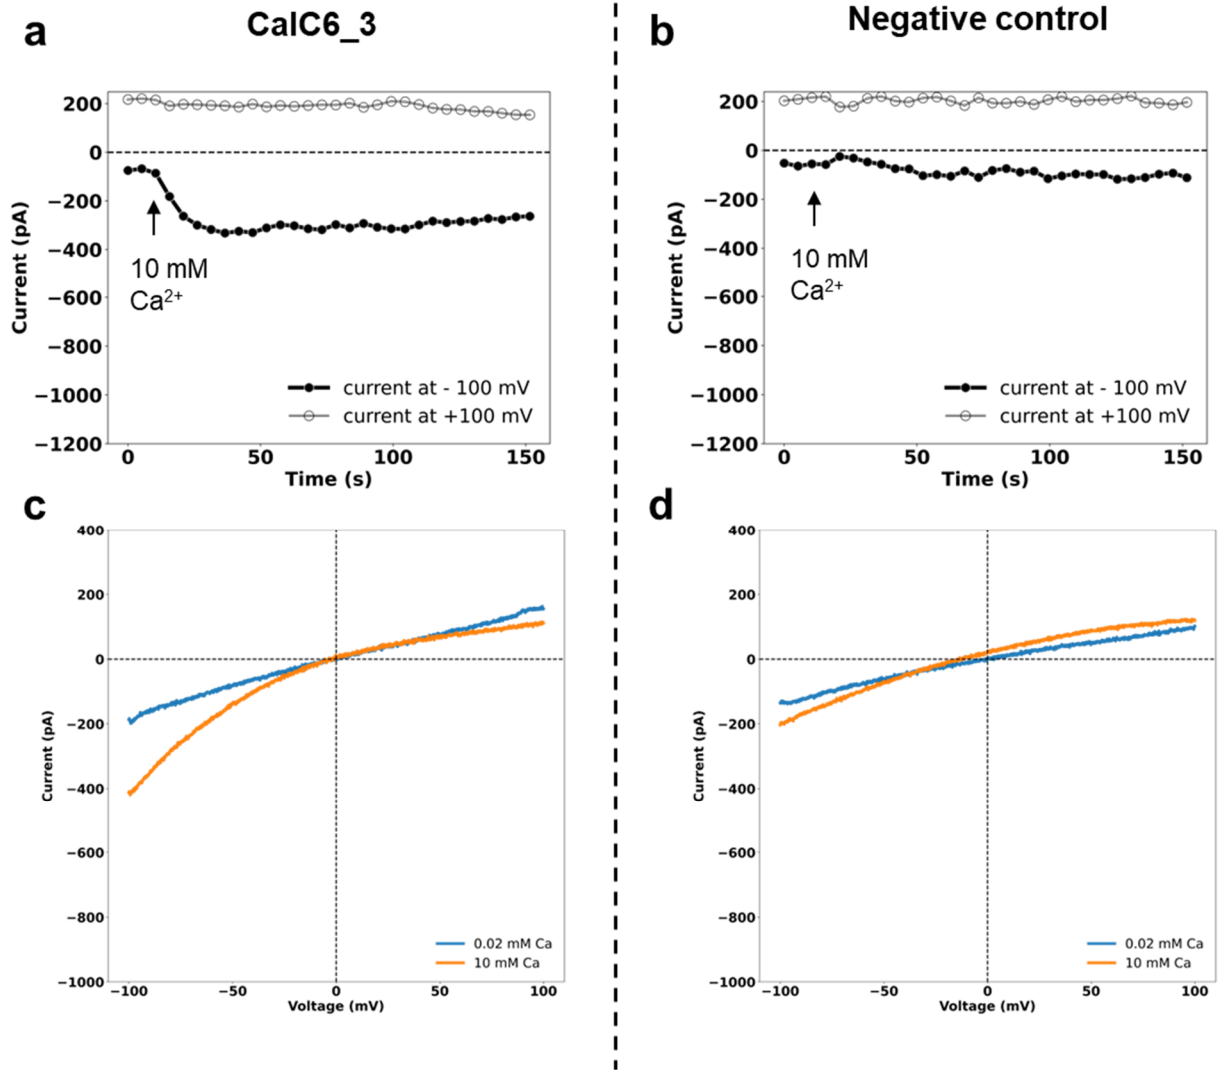 a
CalC6_3
b
Negative control
200
0
−200
−400
−600
−800
−1000
−1200
Current (pA)
10 mM
Ca²⁺
current at - 100 mV
current at +100 mV
0
50
100
150
Time (s)
200
0
−200
−400
−600
−800
−1000
−1200
Current (pA)
10 mM
Ca²⁺
current at - 100 mV
current at +100 mV
0
50
100
150
Time (s)
c
400
200
0
−200
−400
−600
−800
−1000
Current (pA)
0.02 mM Ca
10 mM Ca
−100
−50
0
50
100
Voltage (mV)
d
400
200
0
−200
−400
−600
−800
−1000
Current (pA)
0.02 mM Ca
10 mM Ca
−100
−50
0
50
100
Voltage (mV)